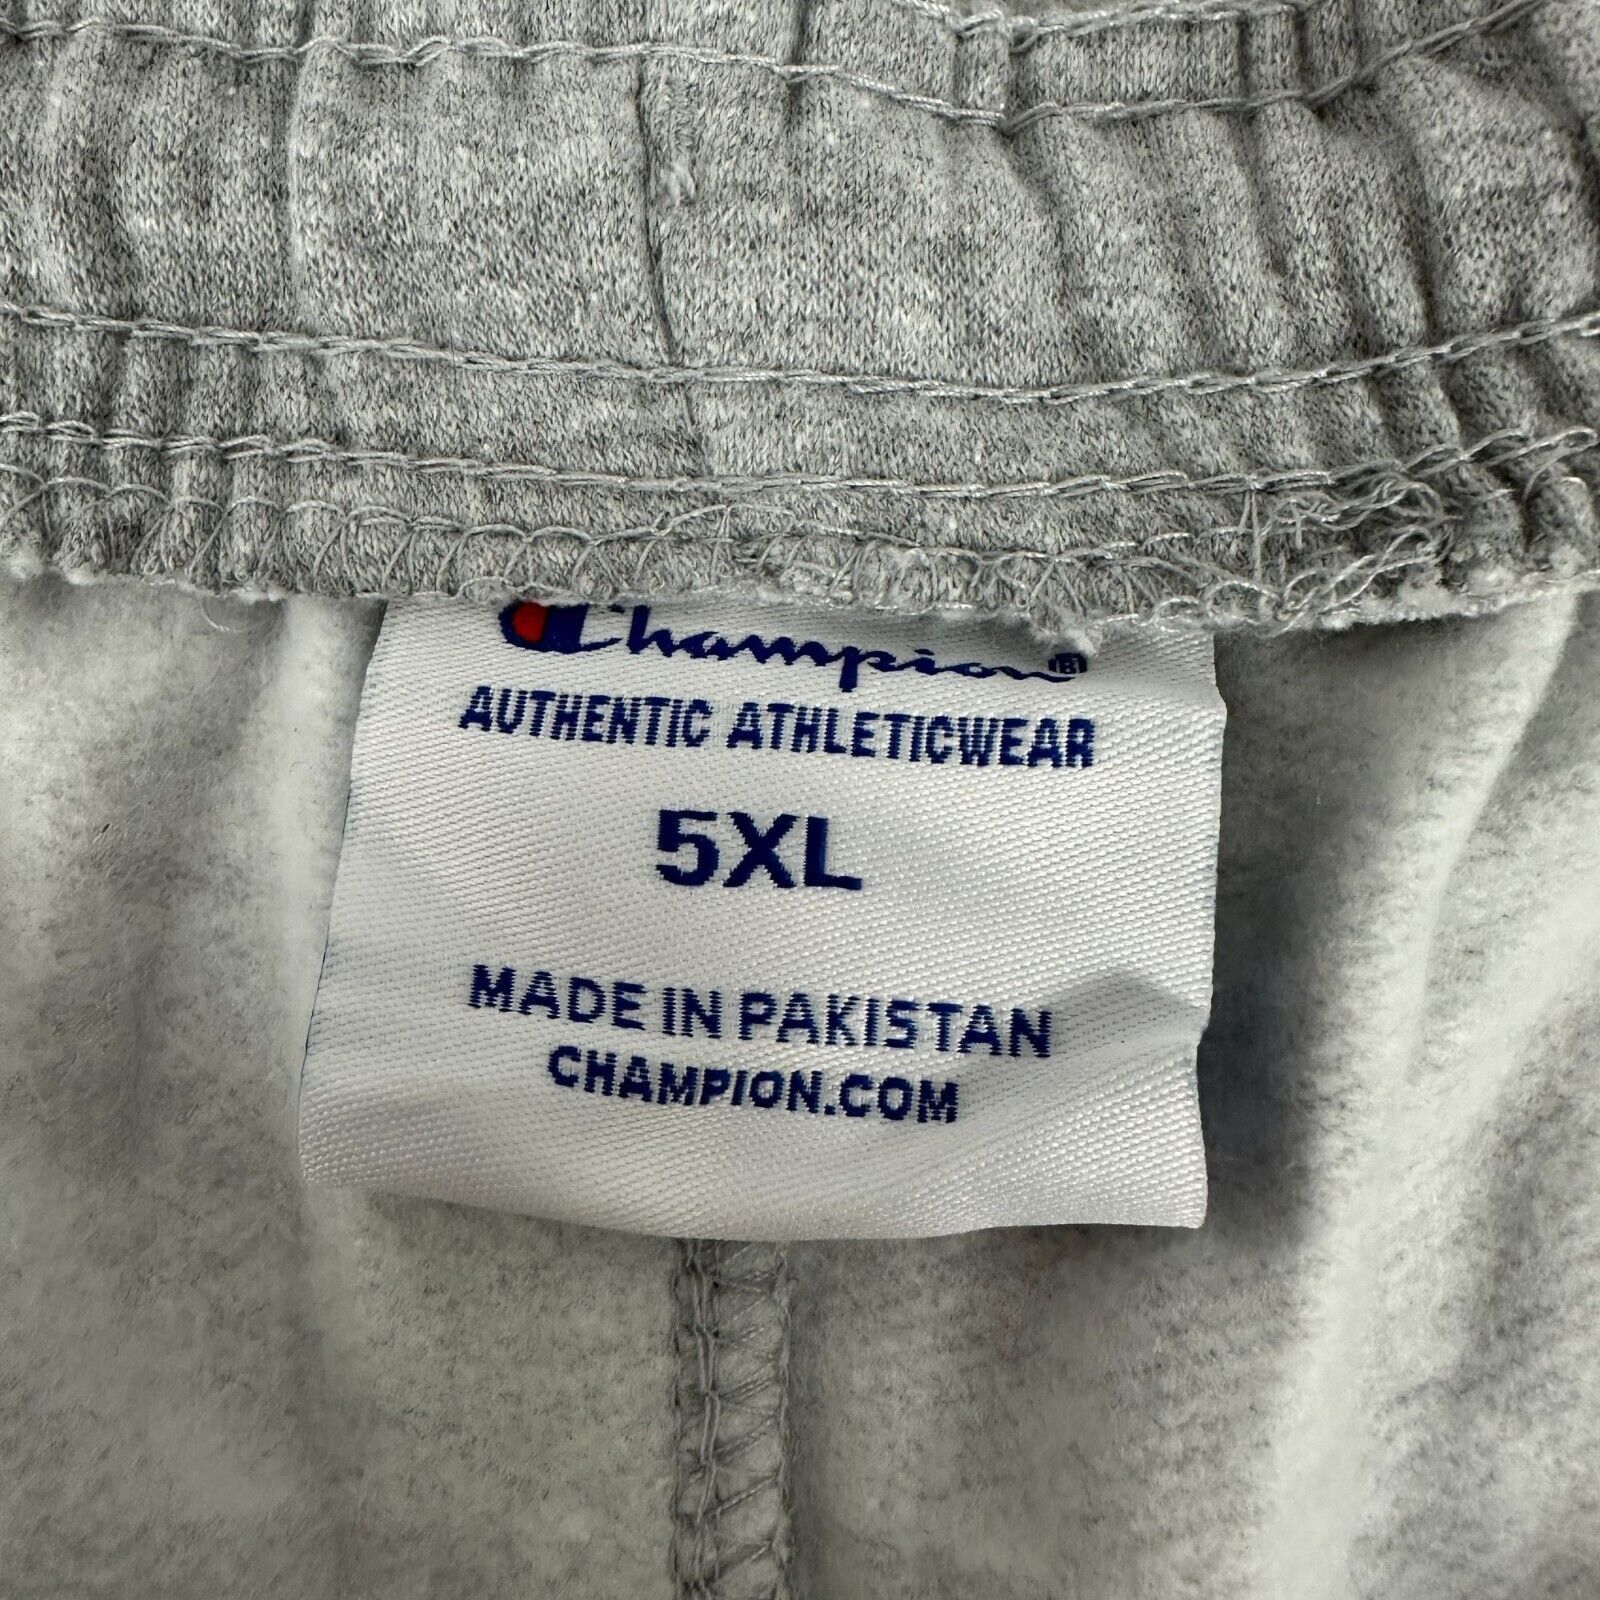 Champion®
AUTHENTIC ATHLETICWEAR
5XL
MADE IN PAKISTAN
CHAMPION.COM